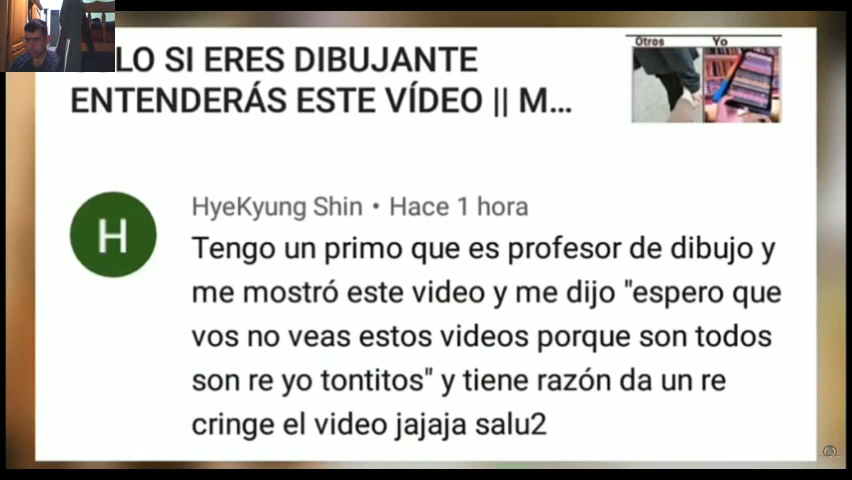 LO SI ERES DIBUJANTE
ENTENDERÁS ESTE VÍDEO || M...
Otros Yo
H
HyeKyung Shin • Hace 1 hora
Tengo un primo que es profesor de dibujo y
me mostró este video y me dijo "espero que
vos no veas estos videos porque son todos
son re yo tontitos" y tiene razón da un re
cringe el video jajaja salu2